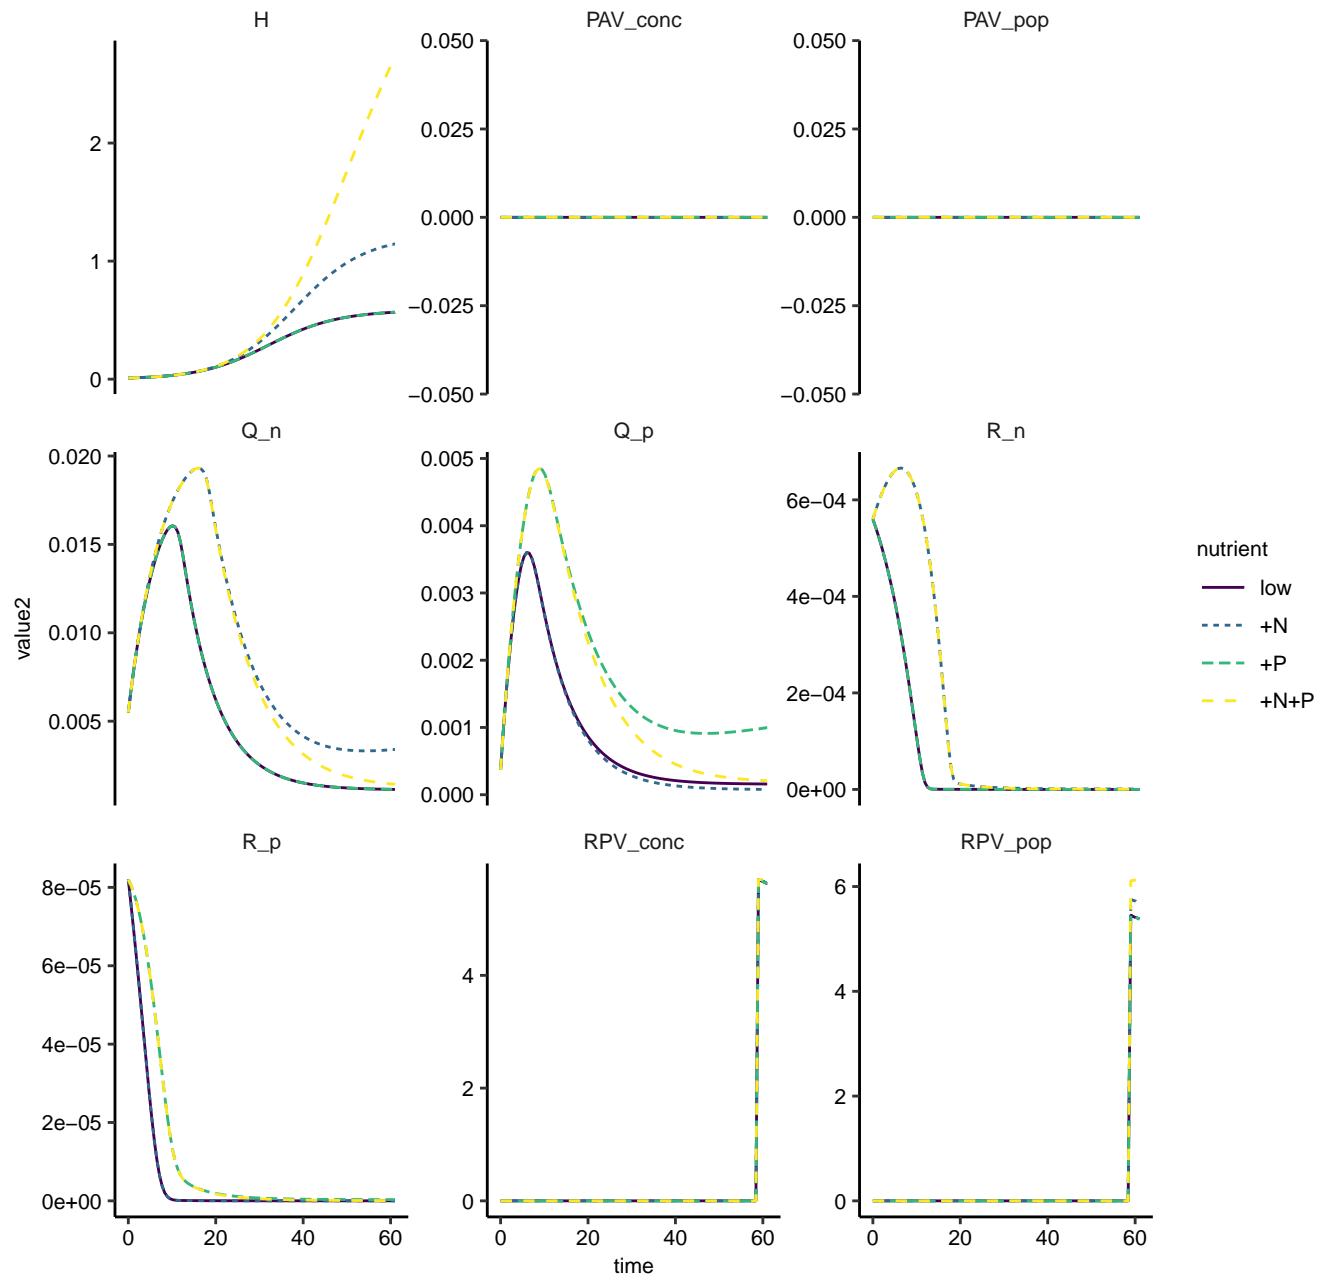 H
PAV_conc
PAV_pop
2
1
0
0.050
0.025
0.000
−0.025
−0.050
0.050
0.025
0.000
−0.025
−0.050
Q_n
Q_p
R_n
0.020
0.015
0.010
0.005
0.005
0.004
0.003
0.002
0.001
0.000
6e−04
4e−04
2e−04
0e+00
value2
nutrient
low
+N
+P
+N+P
R_p
RPV_conc
RPV_pop
8e−05
6e−05
4e−05
2e−05
0e+00
4
2
0
6
4
2
0
0 20 40 60
0 20 40 60
0 20 40 60
time